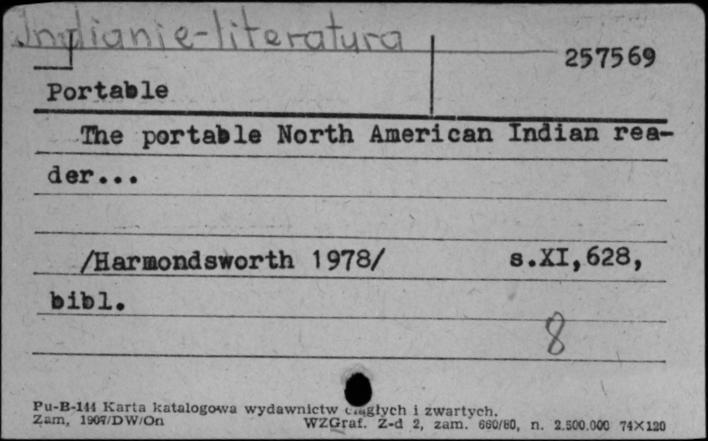 Indianie-literatura
257569
Portable
The portable North American Indian rea-
der...
/Harmondsworth 1978/ s.XI,628,
bibl.
8
Pu-B-144 Karta katalogowa wydawnictw ciągłych i zwartych.
Zam, 1907/DW/On WZGraf. Z-d 2, zam. 660/80, n. 2.500.000 74X120